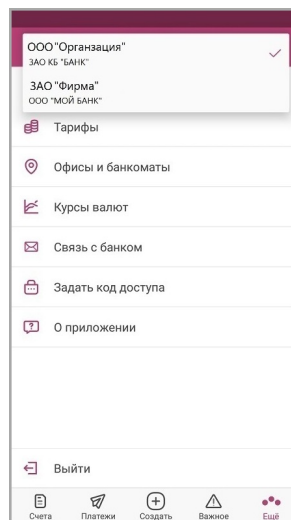 ООО "Органзация"
ЗАО КБ "БАНК"
ЗАО "Фирма"
ООО "МОЙ БАНК"
Тарифы
Офисы и банкоматы
Курсы валют
Связь с банком
Задать код доступа
О приложении
Выйти
Счета Платежи Создать Важное Ещё